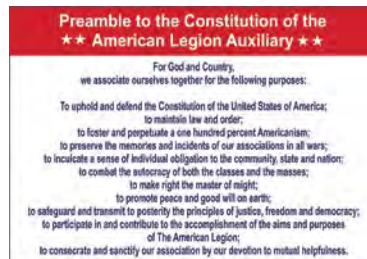 Preamble to the Constitution of the
★★ American Legion Auxiliary ★★
For God and Country,
we associate ourselves together for the following purposes:
To uphold and defend the Constitution of the United States of America;
to maintain law and order;
to foster and perpetuate a one hundred percent Americanism;
to preserve the memories and incidents of our associations in all wars;
to inculcate a sense of individual obligation to the community, state and nation;
to combat the autocracy of both the classes and the masses;
to make right the master of might;
to promote peace and good will on earth;
to safeguard and transmit to posterity the principles of justice, freedom and democracy;
to participate in and contribute to the accomplishment of the aims and purposes
of The American Legion;
to consecrate and sanctify our association by our devotion to mutual helpfulness.